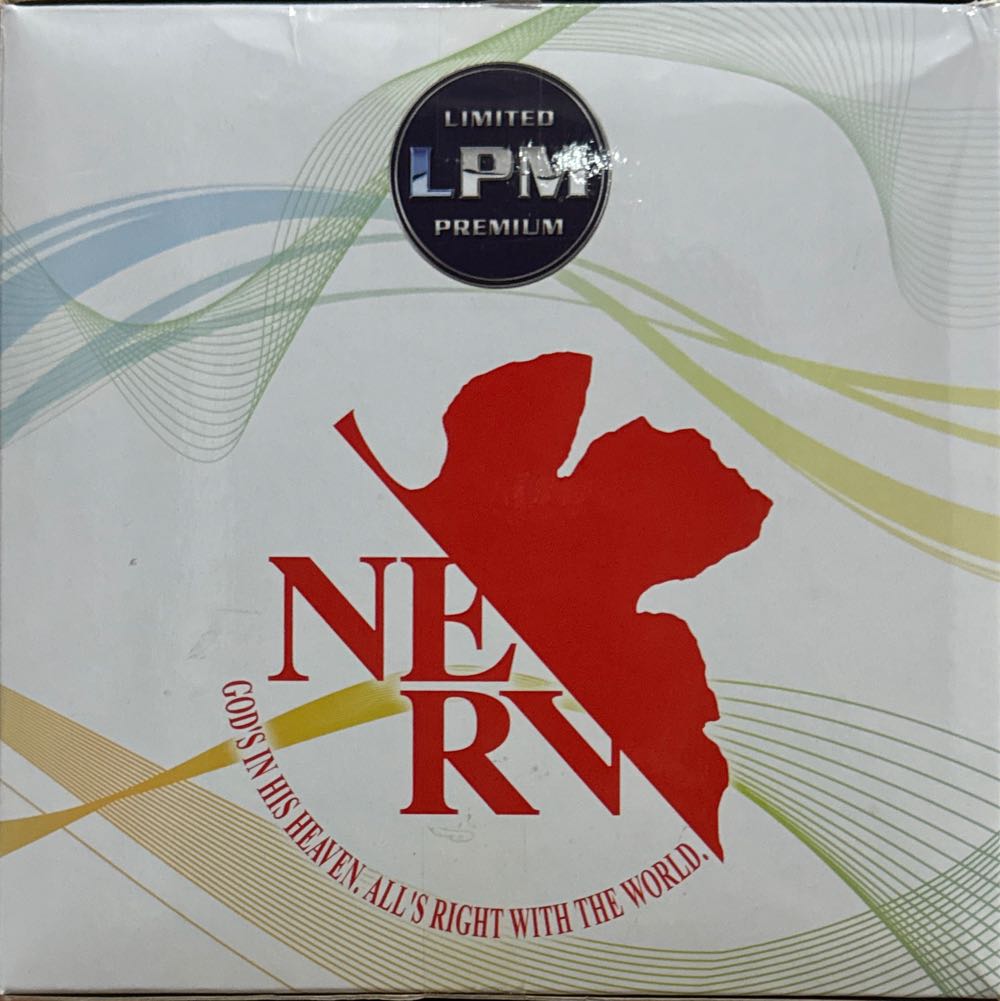 LIMITED
LPM
PREMIUM
NE
RV
GOD'S IN HIS HEAVEN. ALL'S RIGHT WITH THE WORLD.